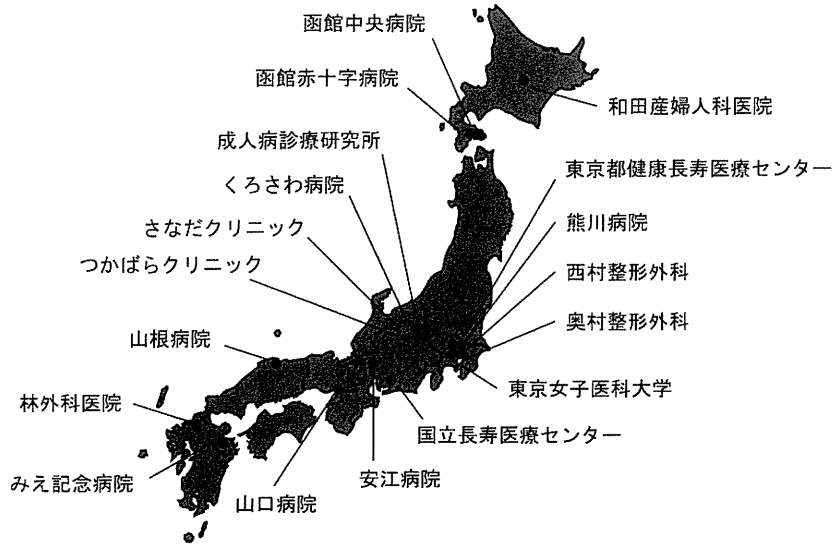 函館中央病院
函館赤十字病院
和田産婦人科医院
成人病診療研究所
東京都健康長寿医療センター
くろさわ病院
熊川病院
さなだクリニック
つかばらクリニック
西村整形外科
奥村整形外科
山根病院
東京女子医科大学
林外科医院
国立長寿医療センター
安江病院
みえ記念病院
山口病院